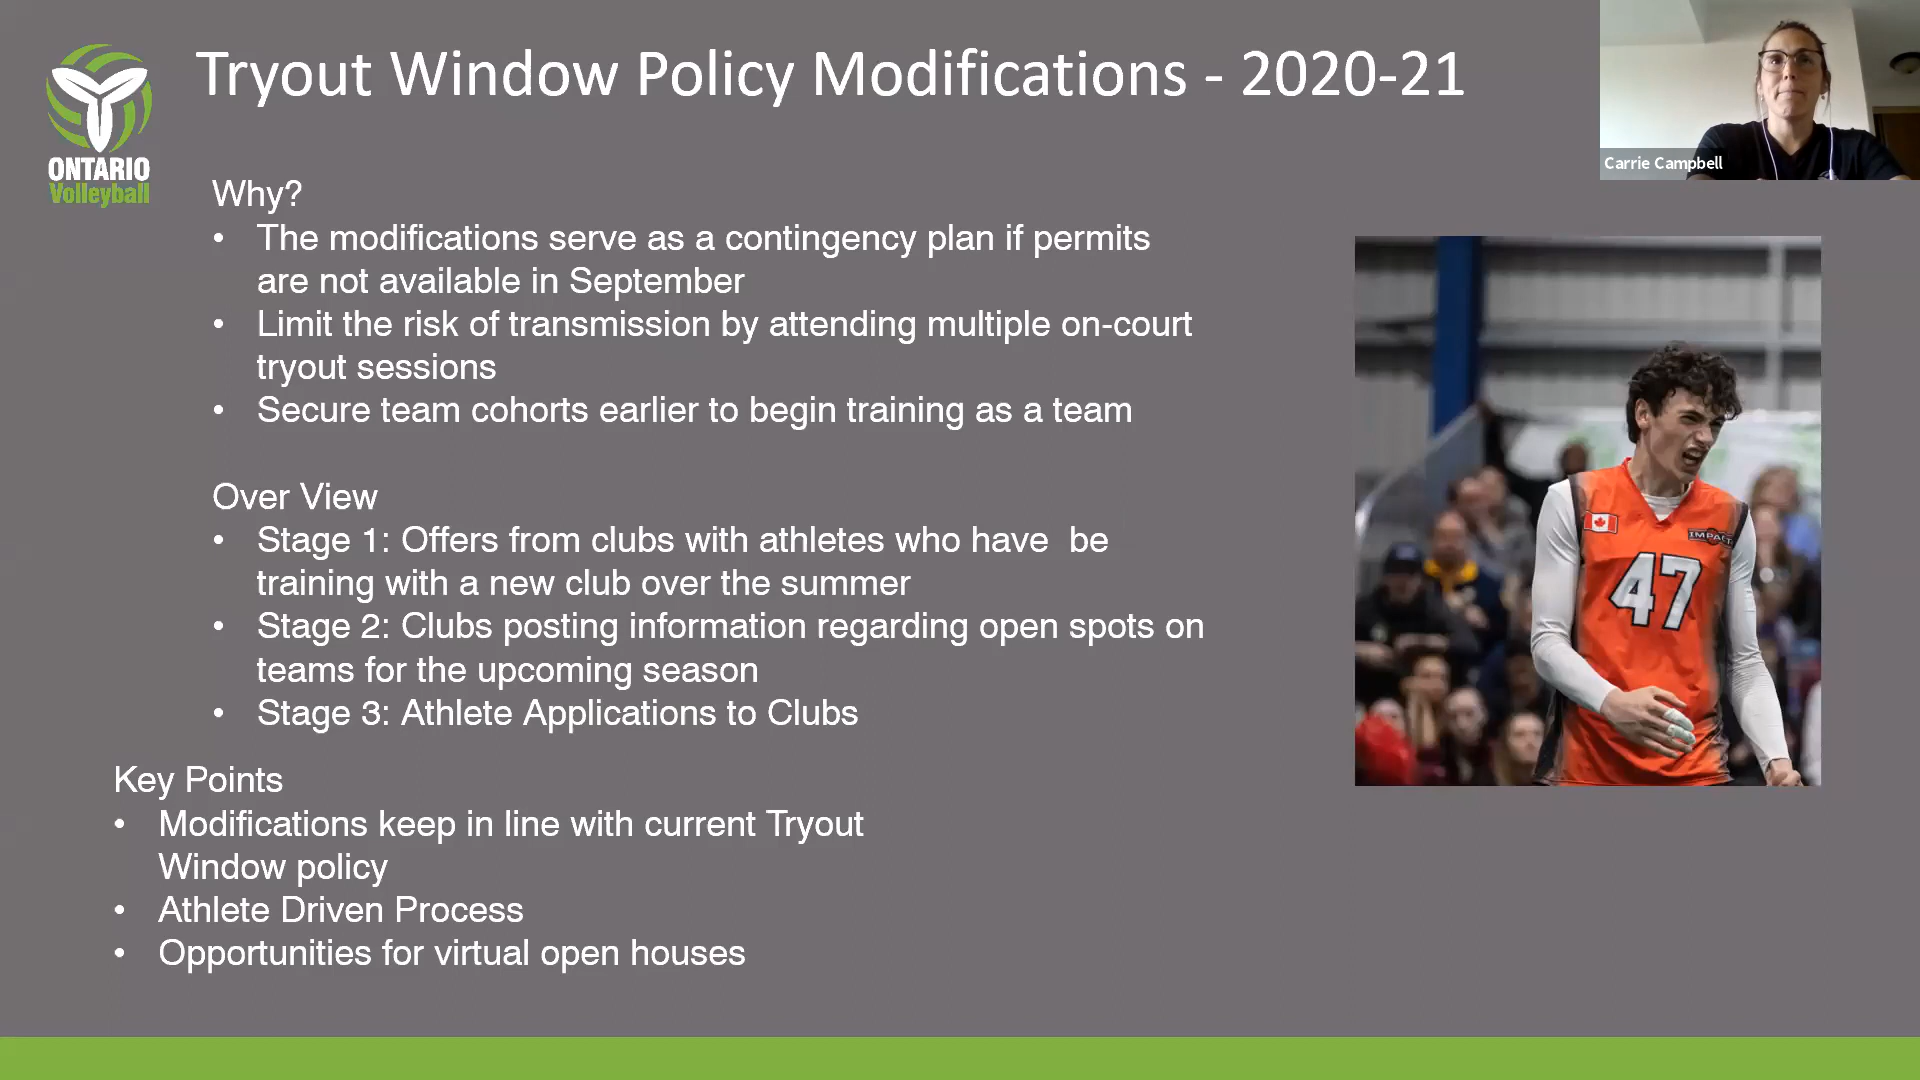 Tryout Window Policy Modifications - 2020-21
Carrie Campbell
ONTARIO
Volleyball
Why?
• The modifications serve as a contingency plan if permits
are not available in September
• Limit the risk of transmission by attending multiple on-court
tryout sessions
• Secure team cohorts earlier to begin training as a team
Over View
• Stage 1: Offers from clubs with athletes who have  be
training with a new club over the summer
• Stage 2: Clubs posting information regarding open spots on
teams for the upcoming season
• Stage 3: Athlete Applications to Clubs
IMPACT
47
Key Points
• Modifications keep in line with current Tryout
Window policy
• Athlete Driven Process
• Opportunities for virtual open houses